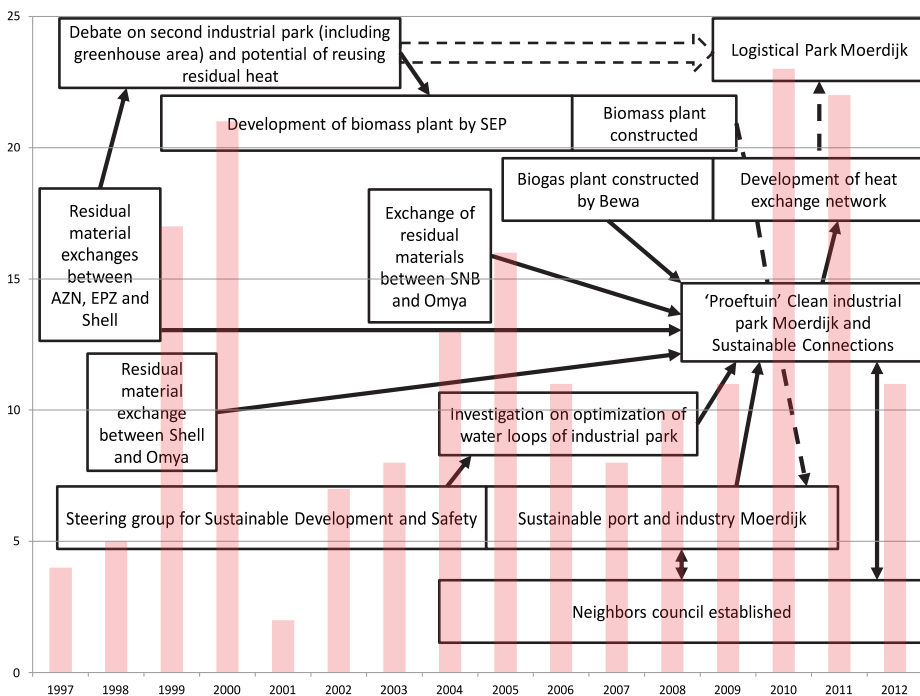 25
Debate on second industrial park (including
greenhouse area) and potential of reusing
residual heat
Logistical Park Moerdijk
Development of biomass plant by SEP
Biomass plant
constructed
20
Biogas plant constructed
by Bewa
Development of heat
exchange network
Residual
material
exchanges
between
AZN, EPZ and
Shell
Exchange of
residual
materials
between SNB
and Omya
15
‘Proeftuin’ Clean industrial
park Moerdijk and
Sustainable Connections
Residual
material
exchange
between Shell
and Omya
10
Investigation on optimization of
water loops of industrial park
Steering group for Sustainable Development and Safety
Sustainable port and industry Moerdijk
5
Neighbors council established
0
1997 1998 1999 2000 2001 2002 2003 2004 2005 2006 2007 2008 2009 2010 2011 2012